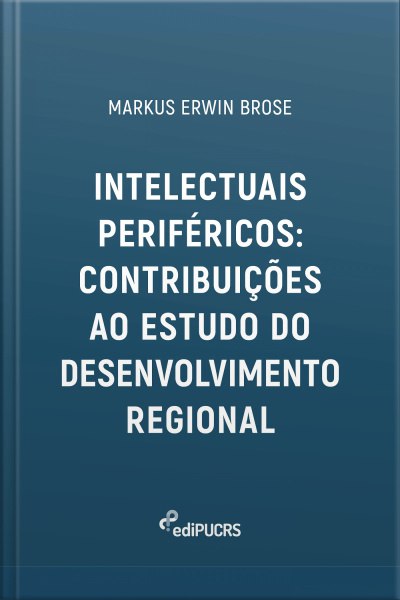 MARKUS ERWIN BROSE
INTELECTUAIS
PERIFÉRICOS:
CONTRIBUIÇÕES
AO ESTUDO DO
DESENVOLVIMENTO
REGIONAL
ediPUCRS